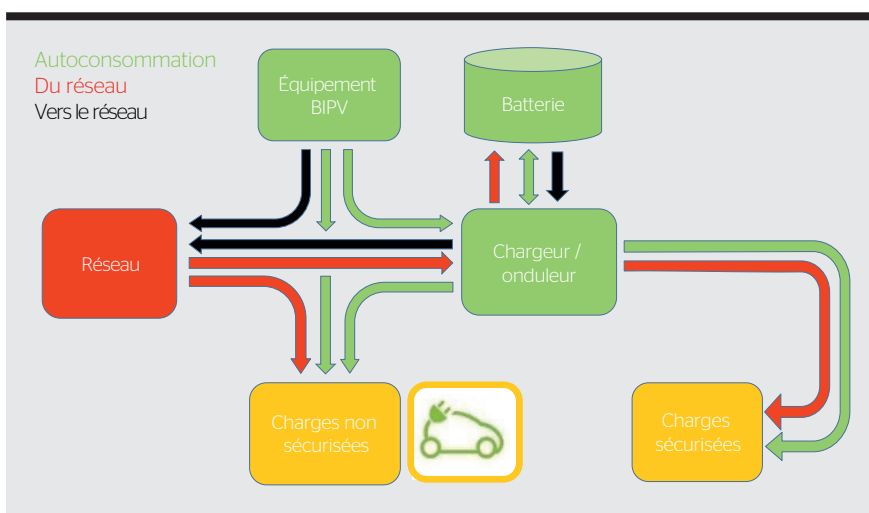 Autoconsommation
Du réseau
Vers le réseau
Équipement
BIPV
Batterie
Réseau
Chargeur /
onduleur
Charges non
sécurisées
Charges
sécurisées